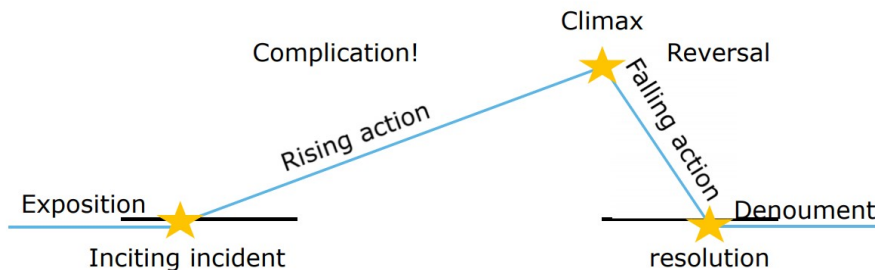 Climax
Complication!
Reversal
Rising action
Falling action
Exposition
Denoument
Inciting incident
resolution